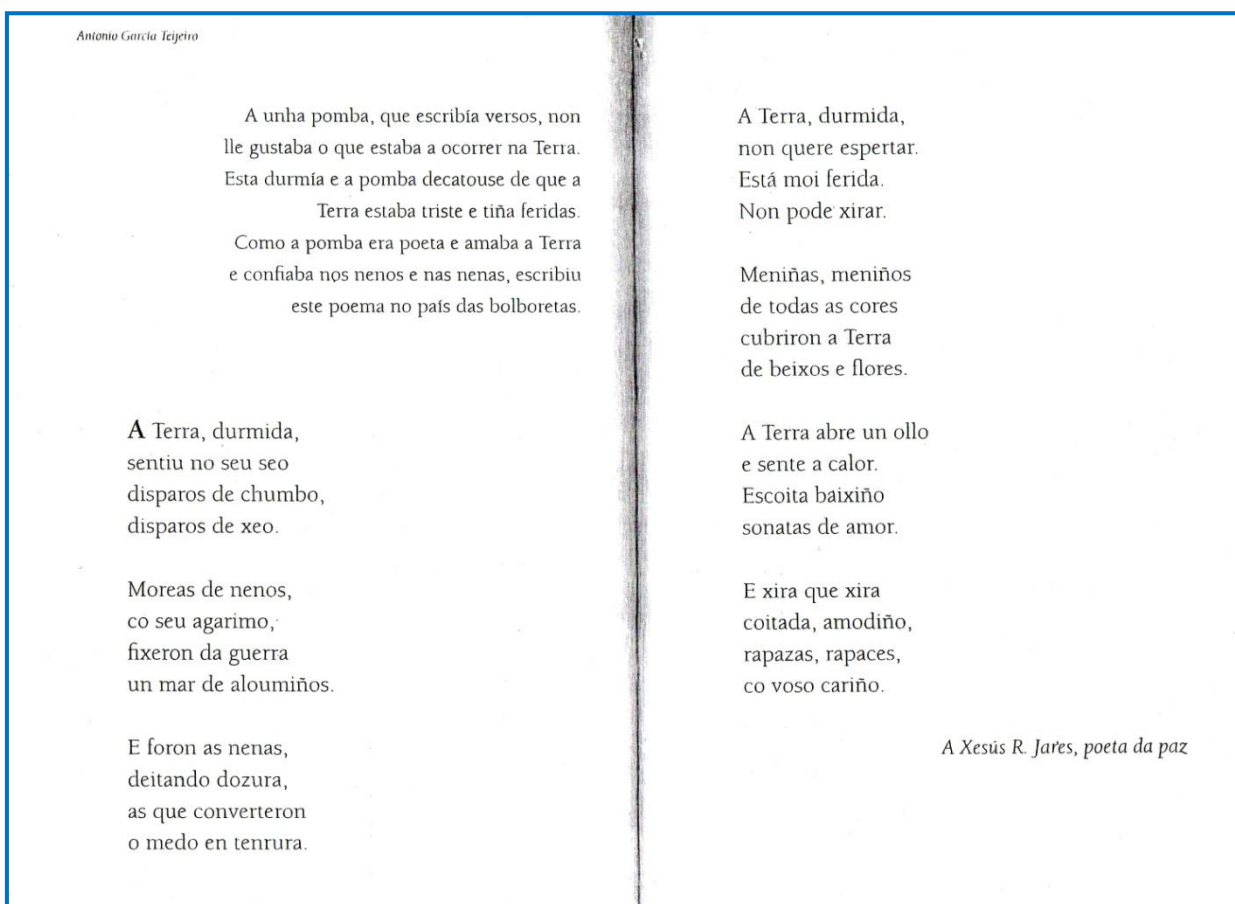 Antonio García Teijeiro
A unha pomba, que escribía versos, non
lle gustaba o que estaba a ocorrer na Terra.
Esta durmía e a pomba decatouse de que a
Terra estaba triste e tiña feridas.
Como a pomba era poeta e amaba a Terra
e confiaba nos nenos e nas nenas, escribiu
este poema no país das bolboretas.
A Terra, durmida,
sentiu no seu seo
disparos de chumbo,
disparos de xeo.
Moreas de nenos,
co seu agarimo,
fixeron da guerra
un mar de aloumiños.
E foron as nenas,
deitando dozura,
as que converteron
o medo en tenrura.
A Terra, durmida,
non quere espertar.
Está moi ferida.
Non pode xirar.
Meniñas, meniños
de todas as cores
cubriron a Terra
de beixos e flores.
A Terra abre un ollo
e sente a calor.
Escoita baixiño
sonatas de amor.
E xira que xira
coitada, amodiño,
rapazas, rapaces,
co voso cariño.
A Xesús R. Jares, poeta da paz